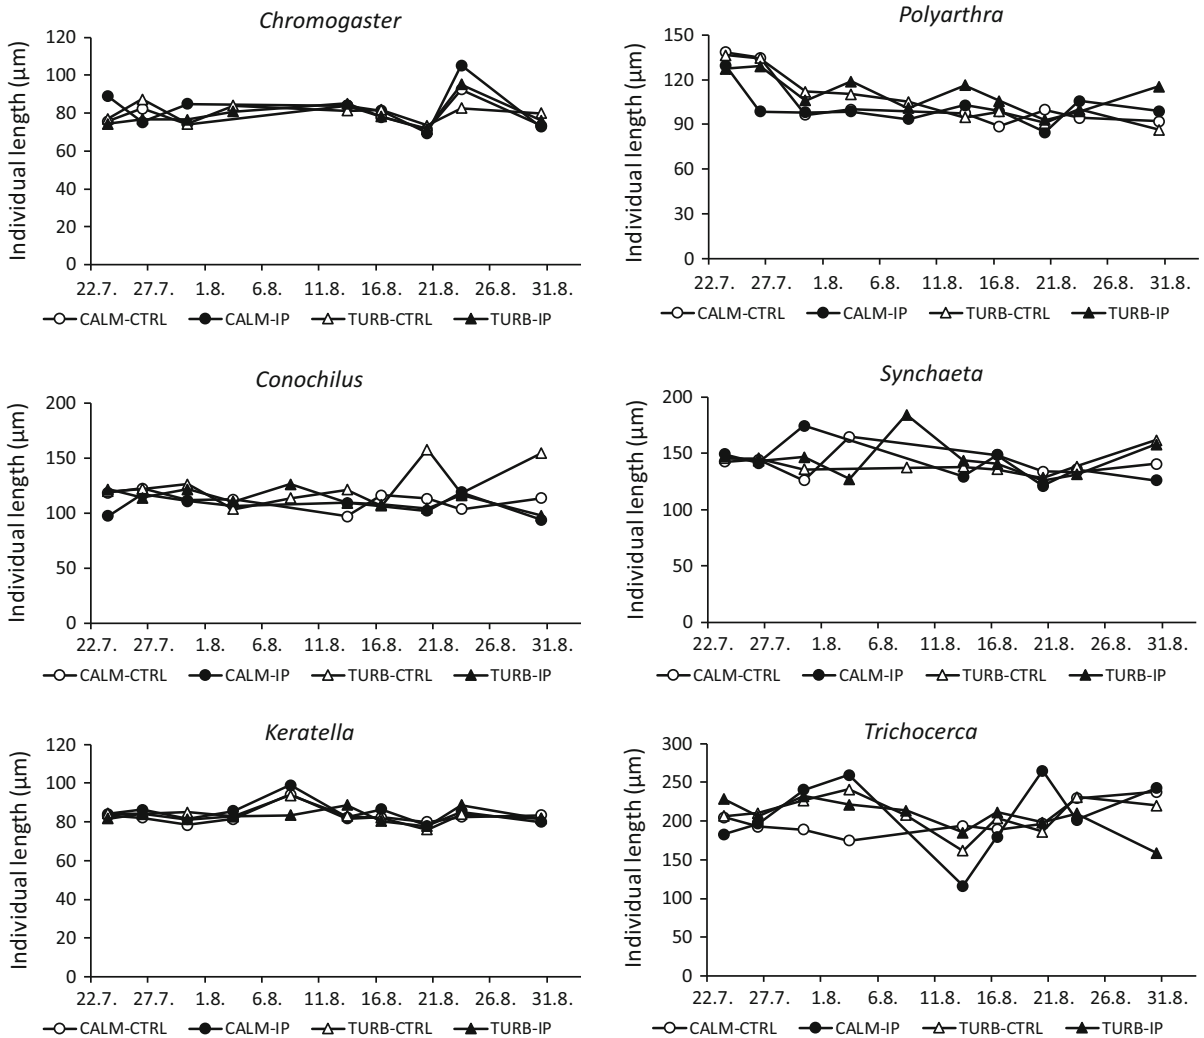 Chromogaster
Individual length (µm)
120
100
80
60
40
20
0
22.7. 27.7. 1.8. 6.8. 11.8. 16.8. 21.8. 26.8. 31.8.
CALM-CTRL CALM-IP TURB-CTRL TURB-IP
Polyarthra
Individual length (µm)
150
120
90
60
30
0
22.7. 27.7. 1.8. 6.8. 11.8. 16.8. 21.8. 26.8. 31.8.
CALM-CTRL CALM-IP TURB-CTRL TURB-IP
Conochilus
Individual length (µm)
200
150
100
50
0
22.7. 27.7. 1.8. 6.8. 11.8. 16.8. 21.8. 26.8. 31.8.
CALM-CTRL CALM-IP TURB-CTRL TURB-IP
Synchaeta
Individual length (µm)
200
150
100
50
0
22.7. 27.7. 1.8. 6.8. 11.8. 16.8. 21.8. 26.8. 31.8.
CALM-CTRL CALM-IP TURB-CTRL TURB-IP
Keratella
Individual length (µm)
120
100
80
60
40
20
0
22.7. 27.7. 1.8. 6.8. 11.8. 16.8. 21.8. 26.8. 31.8.
CALM-CTRL CALM-IP TURB-CTRL TURB-IP
Trichocerca
Individual length (µm)
300
250
200
150
100
50
0
22.7. 27.7. 1.8. 6.8. 11.8. 16.8. 21.8. 26.8. 31.8.
CALM-CTRL CALM-IP TURB-CTRL TURB-IP